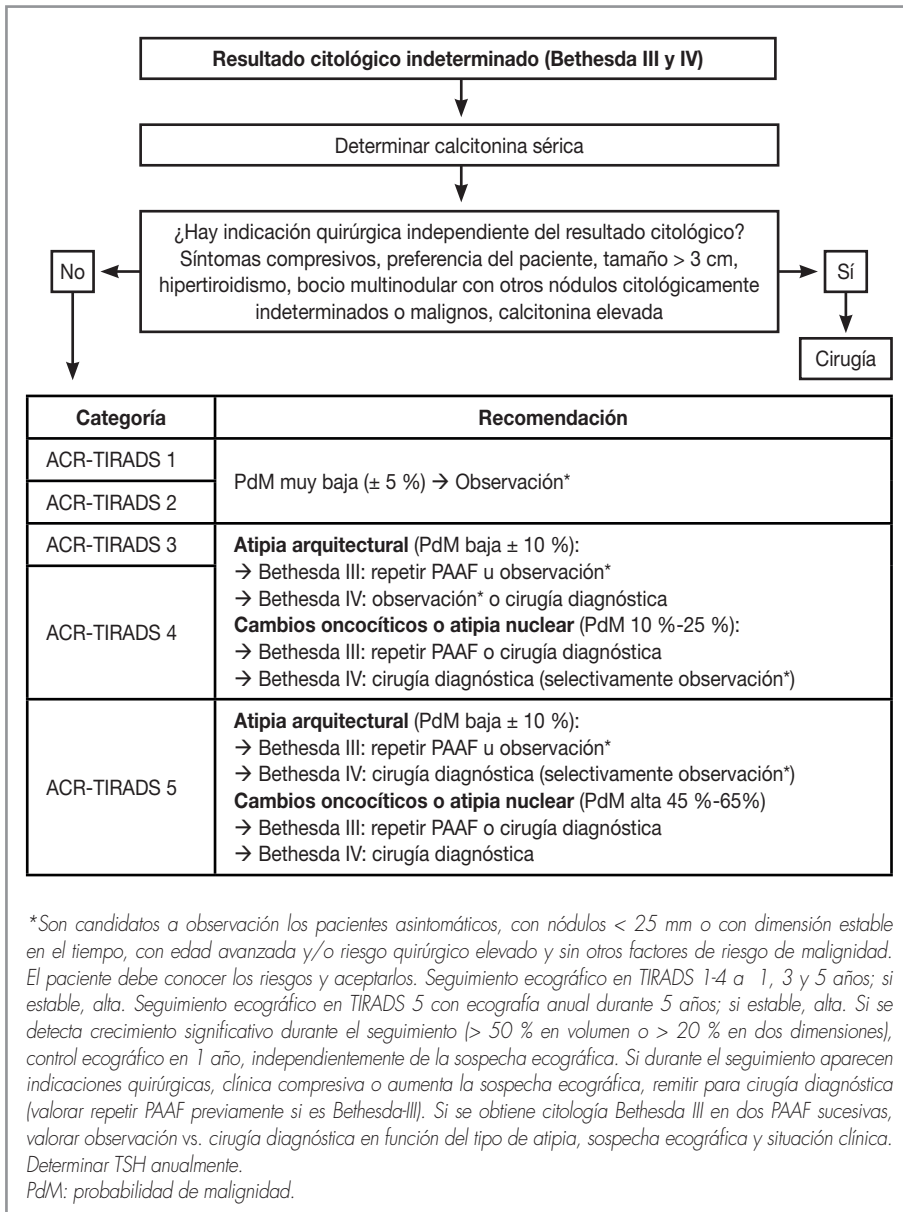 Resultado citológico indeterminado (Bethesda III y IV)
Determinar calcitonina sérica
¿Hay indicación quirúrgica independiente del resultado citológico?
Síntomas compresivos, preferencia del paciente, tamaño > 3 cm,
hipertiroidismo, bocio multinodular con otros nódulos citológicamente
indeterminados o malignos, calcitonina elevada
No
Sí
Cirugía
Categoría
Recomendación
ACR-TIRADS 1
ACR-TIRADS 2
PdM muy baja (± 5 %) → Observación*
ACR-TIRADS 3
ACR-TIRADS 4
Atipia arquitectural (PdM baja ± 10 %):
→ Bethesda III: repetir PAAF u observación*
→ Bethesda IV: observación* o cirugía diagnóstica
Cambios oncocíticos o atipia nuclear (PdM 10 %-25 %):
→ Bethesda III: repetir PAAF o cirugía diagnóstica
→ Bethesda IV: cirugía diagnóstica (selectivamente observación*)
ACR-TIRADS 5
Atipia arquitectural (PdM baja ± 10 %):
→ Bethesda III: repetir PAAF u observación*
→ Bethesda IV: cirugía diagnóstica (selectivamente observación*)
Cambios oncocíticos o atipia nuclear (PdM alta 45 %-65%)
→ Bethesda III: repetir PAAF o cirugía diagnóstica
→ Bethesda IV: cirugía diagnóstica
*Son candidatos a observación los pacientes asintomáticos, con nódulos < 25 mm o con dimensión estable
en el tiempo, con edad avanzada y/o riesgo quirúrgico elevado y sin otros factores de riesgo de malignidad.
El paciente debe conocer los riesgos y aceptarlos. Seguimiento ecográfico en TIRADS 1-4 a 1, 3 y 5 años; si
estable, alta. Seguimiento ecográfico en TIRADS 5 con ecografía anual durante 5 años; si estable, alta. Si se
detecta crecimiento significativo durante el seguimiento (> 50 % en volumen o > 20 % en dos dimensiones),
control ecográfico en 1 año, independientemente de la sospecha ecográfica. Si durante el seguimiento aparecen
indicaciones quirúrgicas, clínica compresiva o aumenta la sospecha ecográfica, remitir para cirugía diagnóstica
(valorar repetir PAAF previamente si es Bethesda-III). Si se obtiene citología Bethesda III en dos PAAF sucesivas,
valorar observación vs. cirugía diagnóstica en función del tipo de atipia, sospecha ecográfica y situación clínica.
Determinar TSH anualmente.
PdM: probabilidad de malignidad.